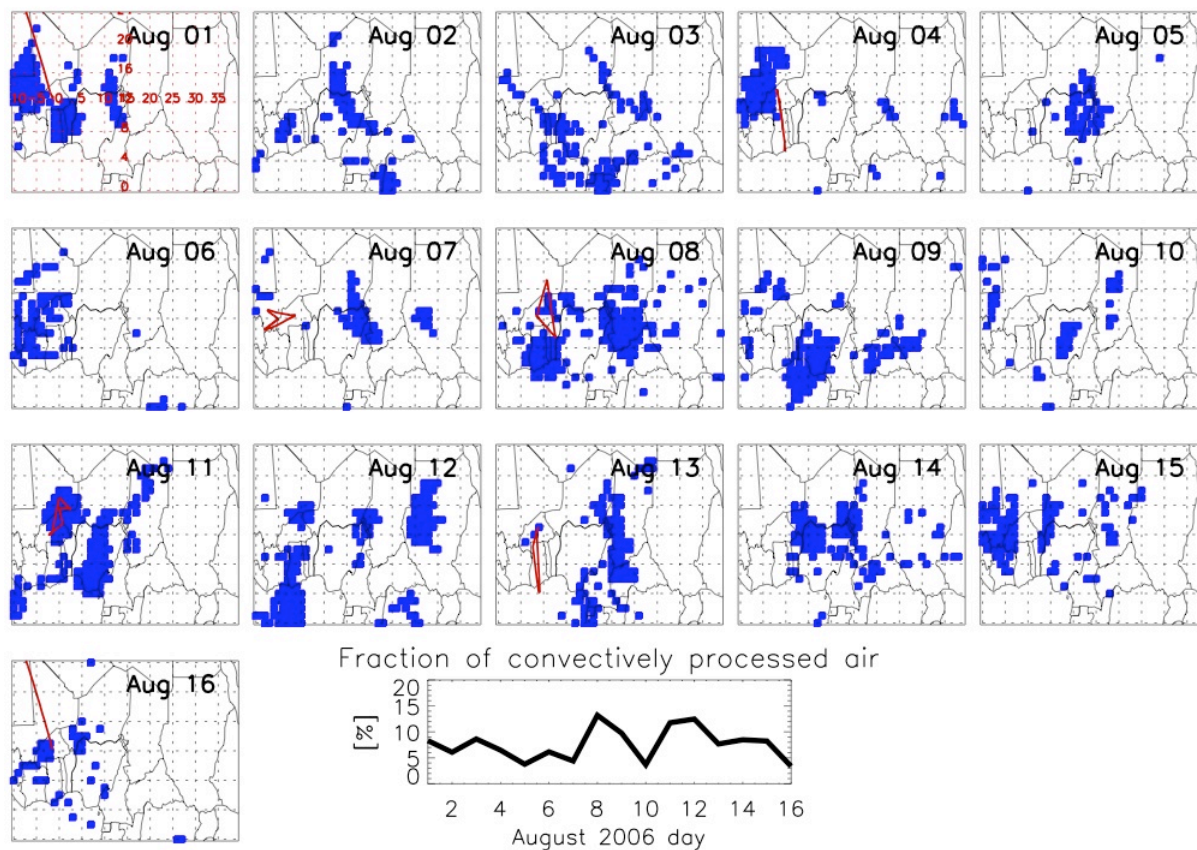 Aug 01
Aug 02
Aug 03
Aug 04
Aug 05
20
16
12
8
4
0
10 -5 0 5 10 15 20 25 30 35
Aug 06
Aug 07
Aug 08
Aug 09
Aug 10
Aug 11
Aug 12
Aug 13
Aug 14
Aug 15
Aug 16
Fraction of convectively processed air
[%]
20
15
10
5
0
2 4 6 8 10 12 14 16
August 2006 day